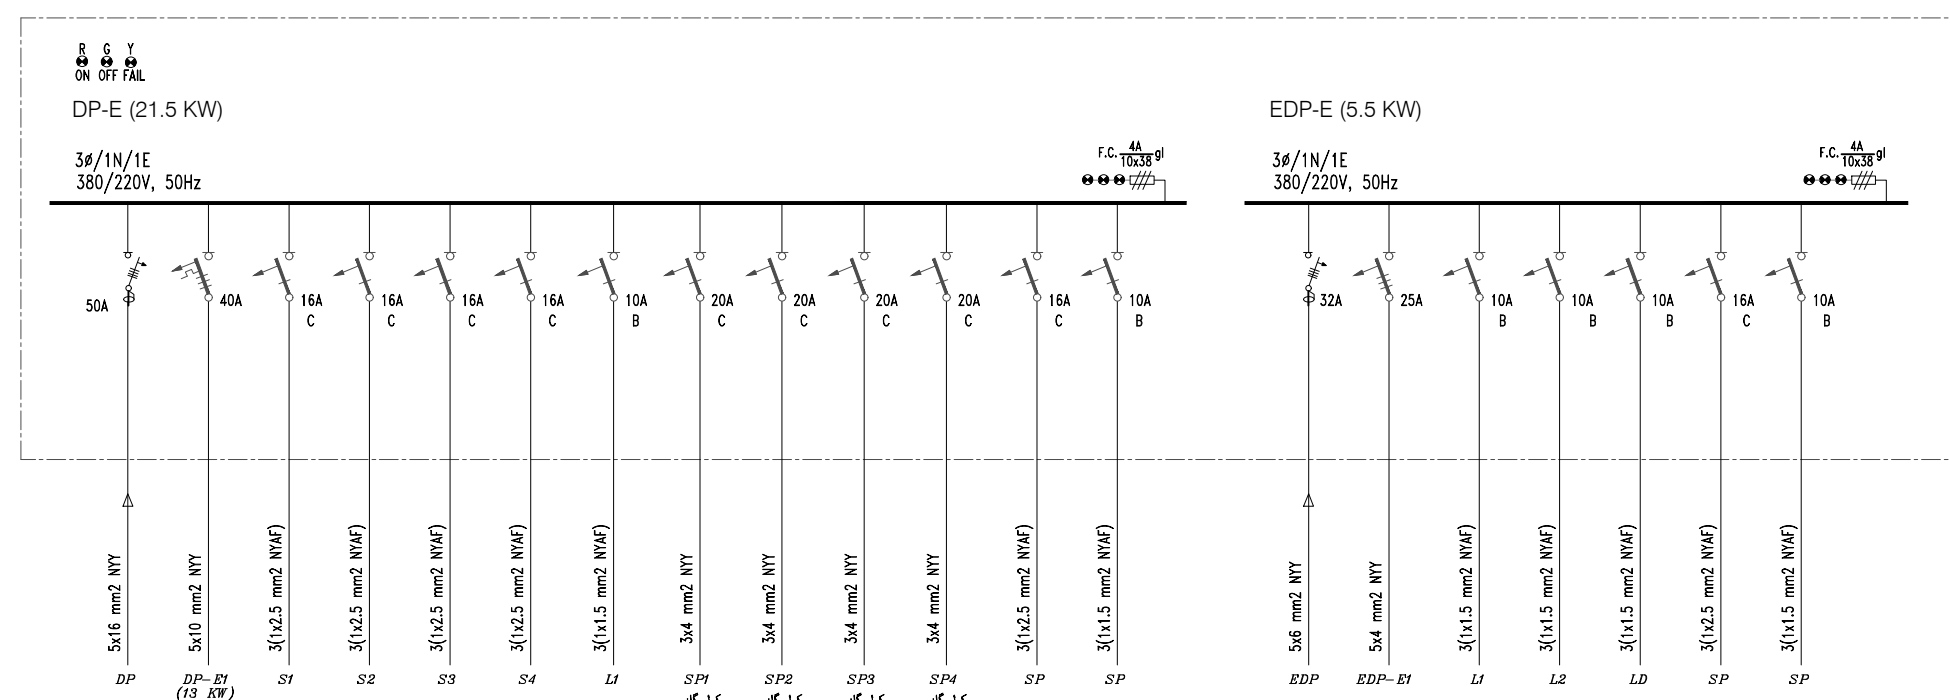 R G Y
ON OFF FAIL
DP-E (21.5 KW)
3ø/1N/1E
380/220V, 50Hz
F.C. 4A/10x38 gl
50A
40A
16A
C
16A
C
16A
C
16A
C
10A
B
20A
C
20A
C
20A
C
20A
C
16A
C
10A
B
5x16 mm2 NYY
5x10 mm2 NYY
3(1x2.5 mm2 NYAF)
3(1x2.5 mm2 NYAF)
3(1x2.5 mm2 NYAF)
3(1x2.5 mm2 NYAF)
3(1x1.5 mm2 NYAF)
3x4 mm2 NYY
3x4 mm2 NYY
3x4 mm2 NYY
3x4 mm2 NYY
3(1x2.5 mm2 NYAF)
3(1x1.5 mm2 NYAF)
DP
DP-E1
(13 KW)
S1
S2
S3
S4
L1
SP1
SP2
SP3
SP4
SP
SP
EDP-E (5.5 KW)
3ø/1N/1E
380/220V, 50Hz
F.C. 4A/10x38 gl
32A
25A
10A
B
10A
B
10A
B
16A
C
10A
B
5x6 mm2 NYY
5x4 mm2 NYY
3(1x1.5 mm2 NYAF)
3(1x1.5 mm2 NYAF)
3(1x1.5 mm2 NYAF)
3(1x2.5 mm2 NYAF)
3(1x1.5 mm2 NYAF)
EDP
EDP-E1
L1
L2
LD
SP
SP